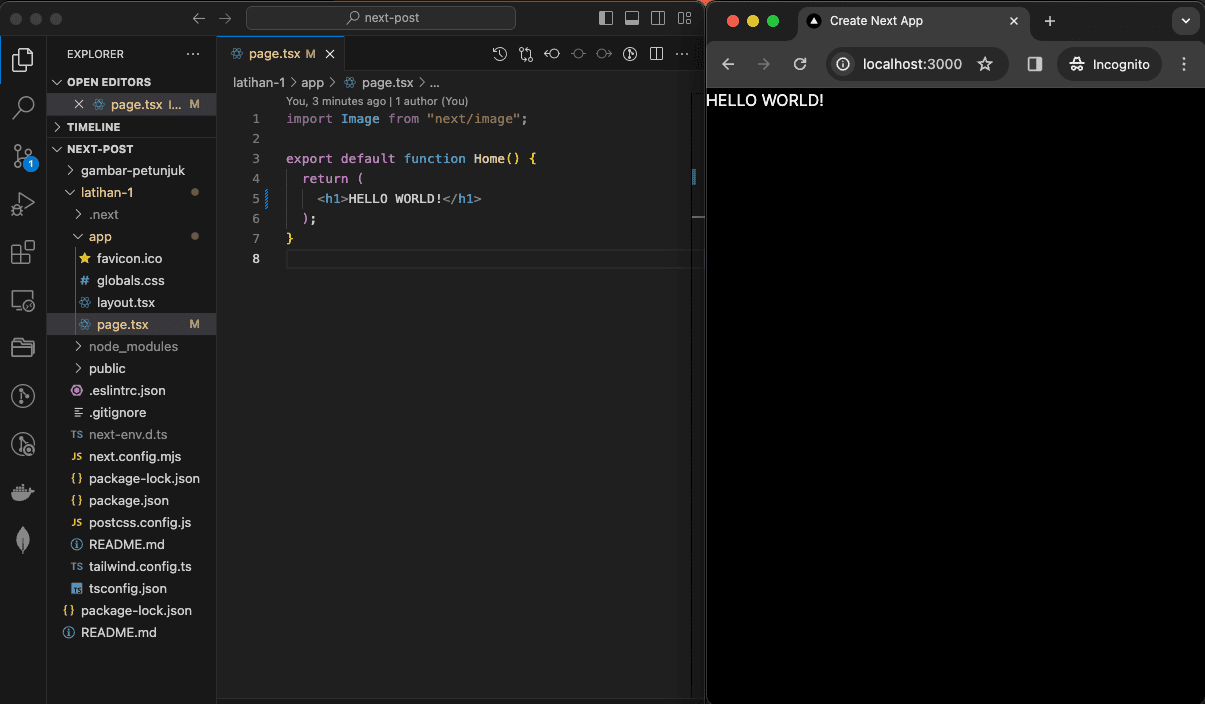 next-post
EXPLORER
OPEN EDITORS
page.tsx l... M
TIMELINE
NEXT-POST
gambar-petunjuk
latihan-1
.next
app
favicon.ico
# globals.css
layout.tsx
page.tsx M
node_modules
public
.eslintrc.json
.gitignore
TS next-env.d.ts
JS next.config.mjs
{} package-lock.json
{} package.json
JS postcss.config.js
README.md
TS tailwind.config.ts
TS tsconfig.json
{} package-lock.json
README.md
1
page.tsx M
latihan-1 > app > page.tsx > ...
You, 3 minutes ago | 1 author (You)
1 import Image from "next/image";
2
3 export default function Home() {
4 return (
5 <h1>HELLO WORLD!</h1>
6 );
7 }
8
Create Next App
localhost:3000
Incognito
HELLO WORLD!